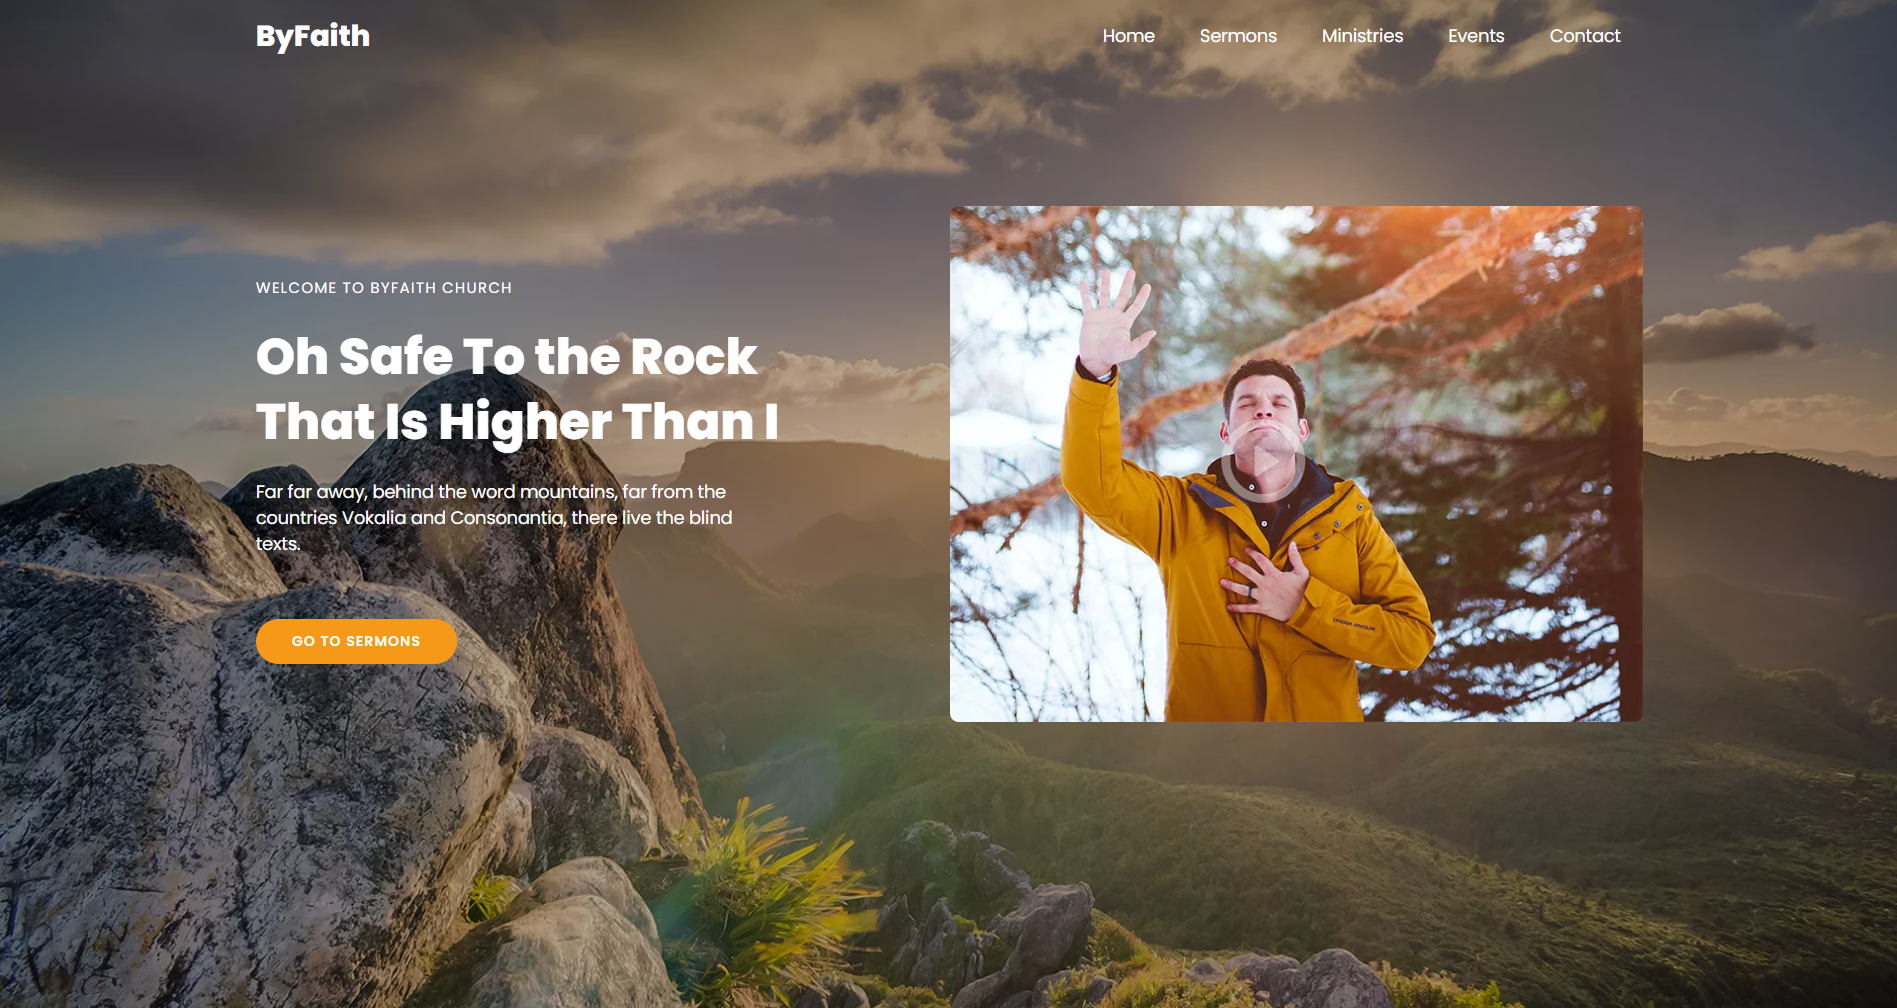 ByFaith
Home Sermons Ministries Events Contact
WELCOME TO BYFAITH CHURCH
Oh Safe To the Rock
That Is Higher Than I
Far far away, behind the word mountains, far from the
countries Vokalia and Consonantia, there live the blind
texts.
GO TO SERMONS
UNDER ARMOUR